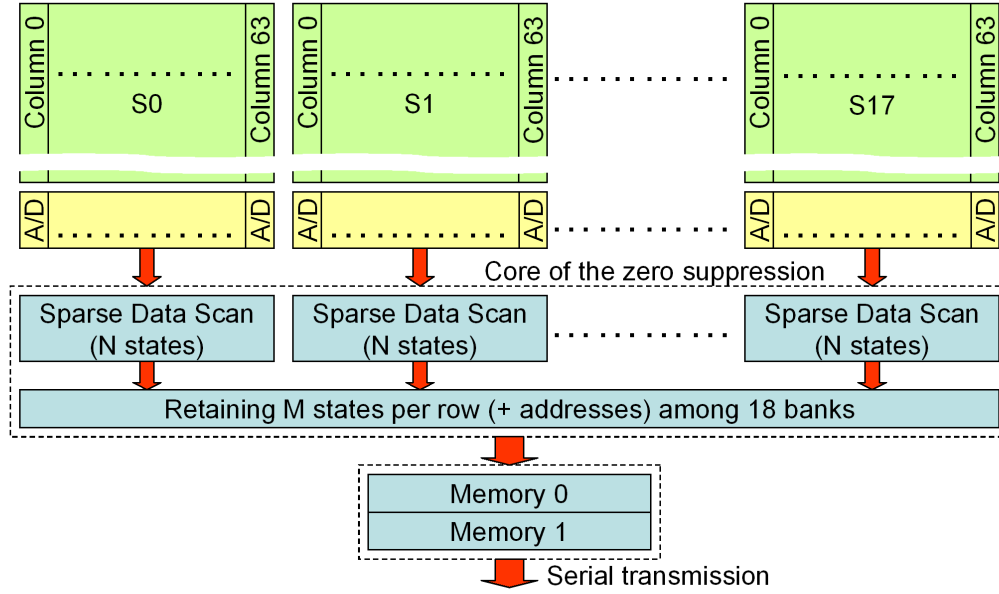 Column 0
Column 63
S0
Column 0
Column 63
S1
Column 0
Column 63
S17
A/D
A/D
A/D
A/D
A/D
A/D
Core of the zero suppression
Sparse Data Scan
(N states)
Sparse Data Scan
(N states)
Sparse Data Scan
(N states)
Retaining M states per row (+ addresses) among 18 banks
Memory 0
Memory 1
Serial transmission